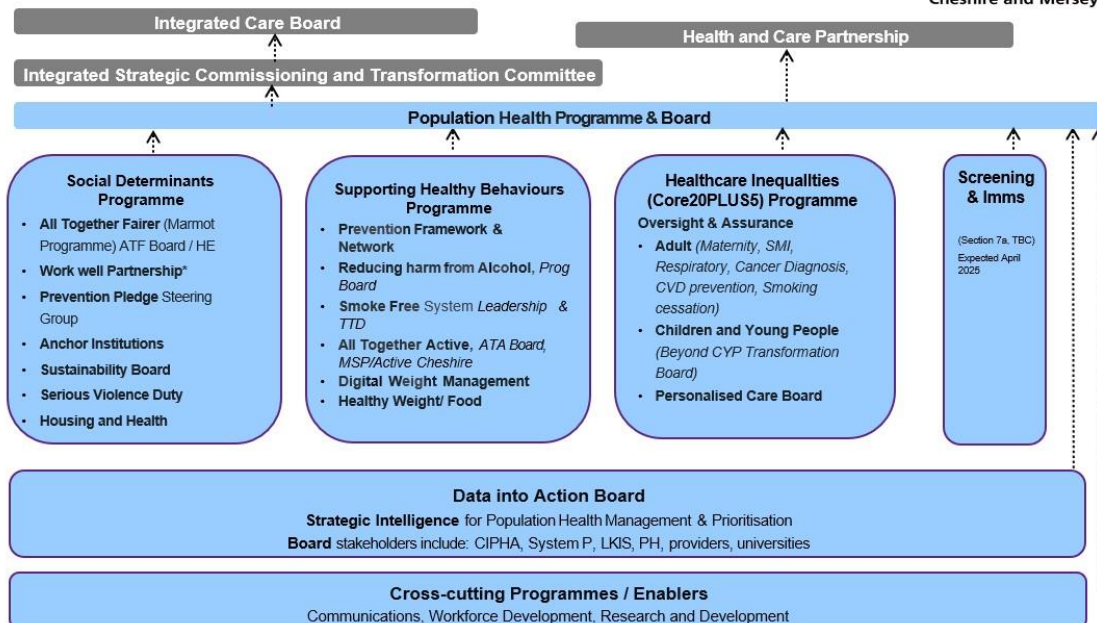 Cheshire and Mersey
Integrated Care Board
Health and Care Partnership
Integrated Strategic Commissioning and Transformation Committee
Population Health Programme & Board
Social Determinants
Programme
• All Together Fairer (Marmot
Programme) ATF Board / HE
• Work well Partnership*
• Prevention Pledge Steering
Group
• Anchor Institutions
• Sustainability Board
• Serious Violence Duty
• Housing and Health
Supporting Healthy Behaviours
Programme
• Prevention Framework &
Network
• Reducing harm from Alcohol, Prog
Board
• Smoke Free System Leadership &
TTD
• All Together Active, ATA Board,
MSP/Active Cheshire
• Digital Weight Management
• Healthy Weight/ Food
Healthcare Inequalities
(Core20PLUS5) Programme
Oversight & Assurance
• Adult (Maternity, SMI,
Respiratory, Cancer Diagnosis,
CVD prevention, Smoking
cessation)
• Children and Young People
(Beyond CYP Transformation
Board)
• Personalised Care Board
Screening
& Imms
(Section 7a, TBC)
Expected April
2025
Data into Action Board
Strategic Intelligence for Population Health Management & Prioritisation
Board stakeholders include: CIPHA, System P, LKIS, PH, providers, universities
Cross-cutting Programmes / Enablers
Communications, Workforce Development, Research and Development